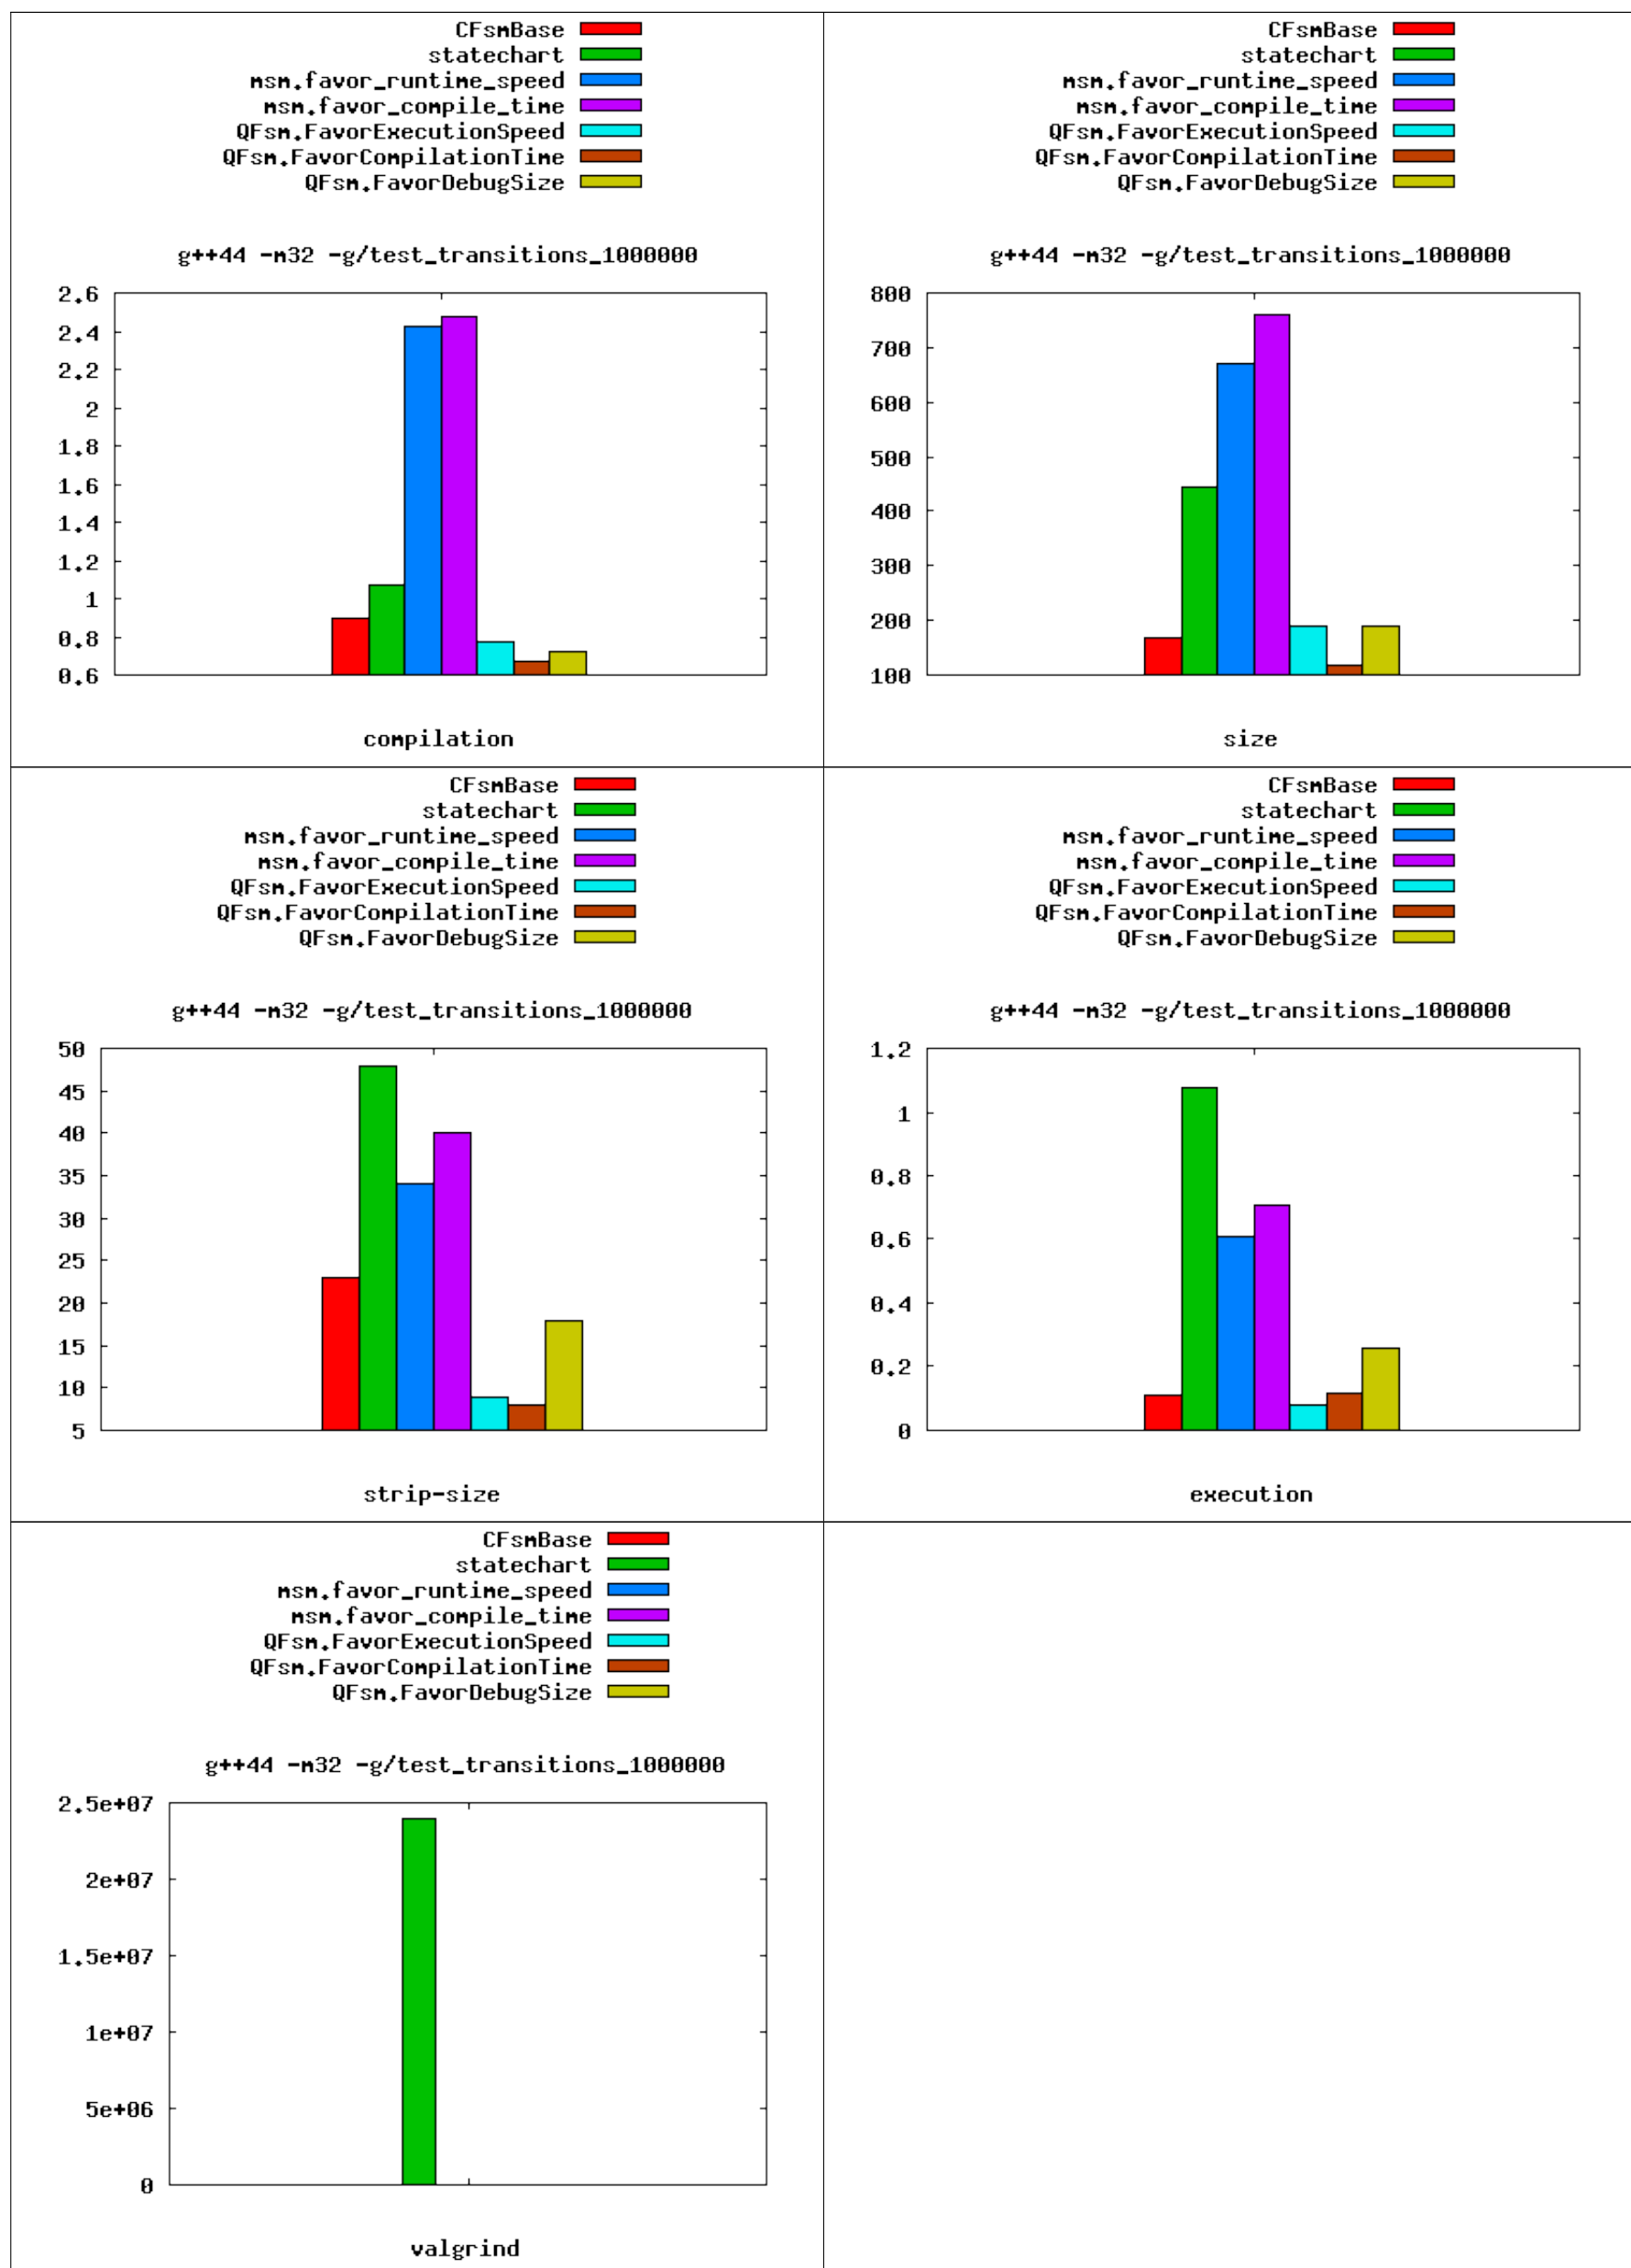 CFsmBase
statechart
msm.favor_runtime_speed
msm.favor_compile_time
QFsm.FavorExecutionSpeed
QFsm.FavorCompilationTime
QFsm.FavorDebugSize
g++44 -m32 -g/test_transitions_1000000
2.6
2.4
2.2
2
1.8
1.6
1.4
1.2
1
0.8
0.6
compilation
CFsmBase
statechart
msm.favor_runtime_speed
msm.favor_compile_time
QFsm.FavorExecutionSpeed
QFsm.FavorCompilationTime
QFsm.FavorDebugSize
g++44 -m32 -g/test_transitions_1000000
800
700
600
500
400
300
200
100
size
CFsmBase
statechart
msm.favor_runtime_speed
msm.favor_compile_time
QFsm.FavorExecutionSpeed
QFsm.FavorCompilationTime
QFsm.FavorDebugSize
g++44 -m32 -g/test_transitions_1000000
50
45
40
35
30
25
20
15
10
5
strip-size
CFsmBase
statechart
msm.favor_runtime_speed
msm.favor_compile_time
QFsm.FavorExecutionSpeed
QFsm.FavorCompilationTime
QFsm.FavorDebugSize
g++44 -m32 -g/test_transitions_1000000
1.2
1
0.8
0.6
0.4
0.2
0
execution
CFsmBase
statechart
msm.favor_runtime_speed
msm.favor_compile_time
QFsm.FavorExecutionSpeed
QFsm.FavorCompilationTime
QFsm.FavorDebugSize
g++44 -m32 -g/test_transitions_1000000
2.5e+07
2e+07
1.5e+07
1e+07
5e+06
0
valgrind